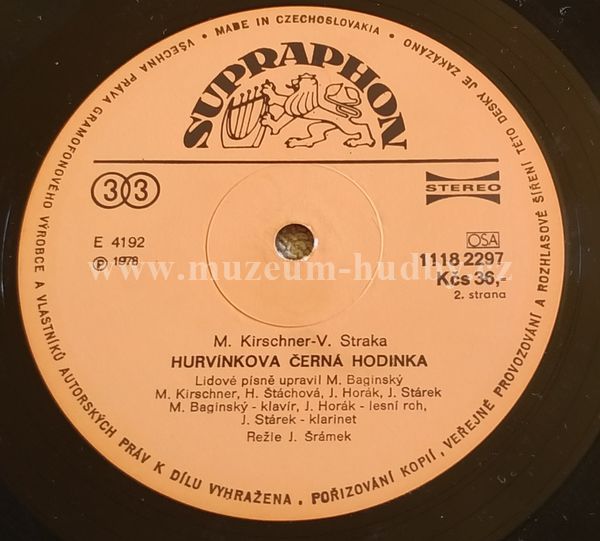 VŠECHNA PRÁVA GRAMOFONOVÉHO VÝROBCE A VLASTNÍKŮ AUTORSKÝCH PRÁV K DÍLU VYHRAŽENA. POŘIZOVÁNÍ KOPIÍ, VEŘEJNÉ PROVOZOVÁNÍ A ROZHLASOVÉ ŠÍŘENÍ TÉTO DESKY JE ZAKÁZÁNO • MADE IN CZECHOSLOVAKIA •
SUPRAPHON
33
STEREO
E 4192
℗ 1978
OSA
1118 2297
Kčs 36,-
2. strana
www.muzeum-hudby.cz
M. Kirschner-V. Straka
HURVÍNKOVA ČERNÁ HODINKA
Lidové písně upravil M. Baginský
M. Kirschner, H. Štáchová, J. Horák, J. Stárek
M. Baginský - klavír, J. Horák - lesní roh,
J. Stárek - klarinet
Režie J. Šrámek